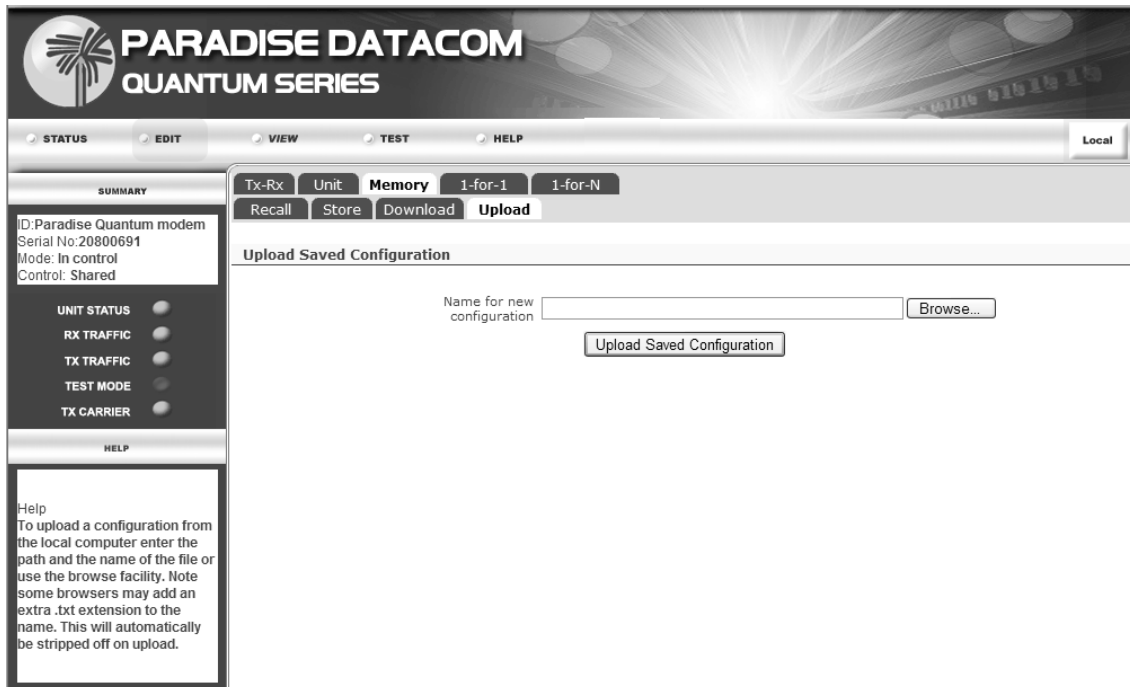 PARADISE DATACOM
QUANTUM SERIES
STATUS
EDIT
VIEW
TEST
HELP
Local
SUMMARY
ID:Paradise Quantum modem
Serial No:20800691
Mode: In control
Control: Shared
UNIT STATUS
RX TRAFFIC
TX TRAFFIC
TEST MODE
TX CARRIER
HELP
Help
To upload a configuration from
the local computer enter the
path and the name of the file or
use the browse facility. Note
some browsers may add an
extra .txt extension to the
name. This will automatically
be stripped off on upload.
Tx-Rx Unit Memory 1-for-1 1-for-N
Recall Store Download Upload
Upload Saved Configuration
Name for new
configuration
Browse...
Upload Saved Configuration